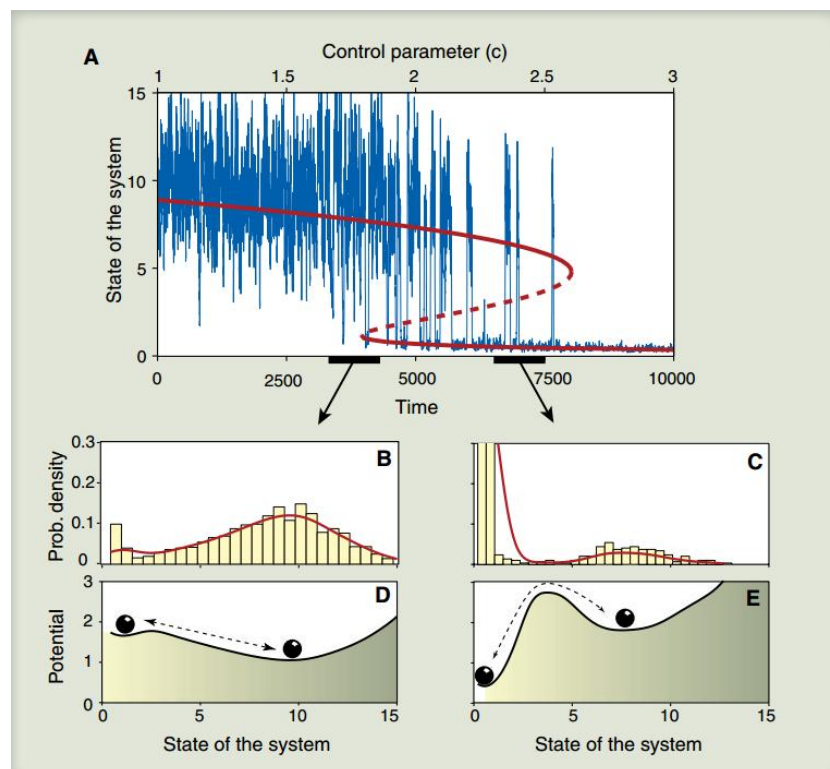 A
Control parameter (c)
1 1.5 2 2.5 3
State of the system
15
10
5
0
0 2500 5000 7500 10000
Time
B
Prob. density
0.3
0.2
0.1
0
C
D
Potential
3
2
1
0
0 5 10 15
State of the system
E
0 5 10 15
State of the system